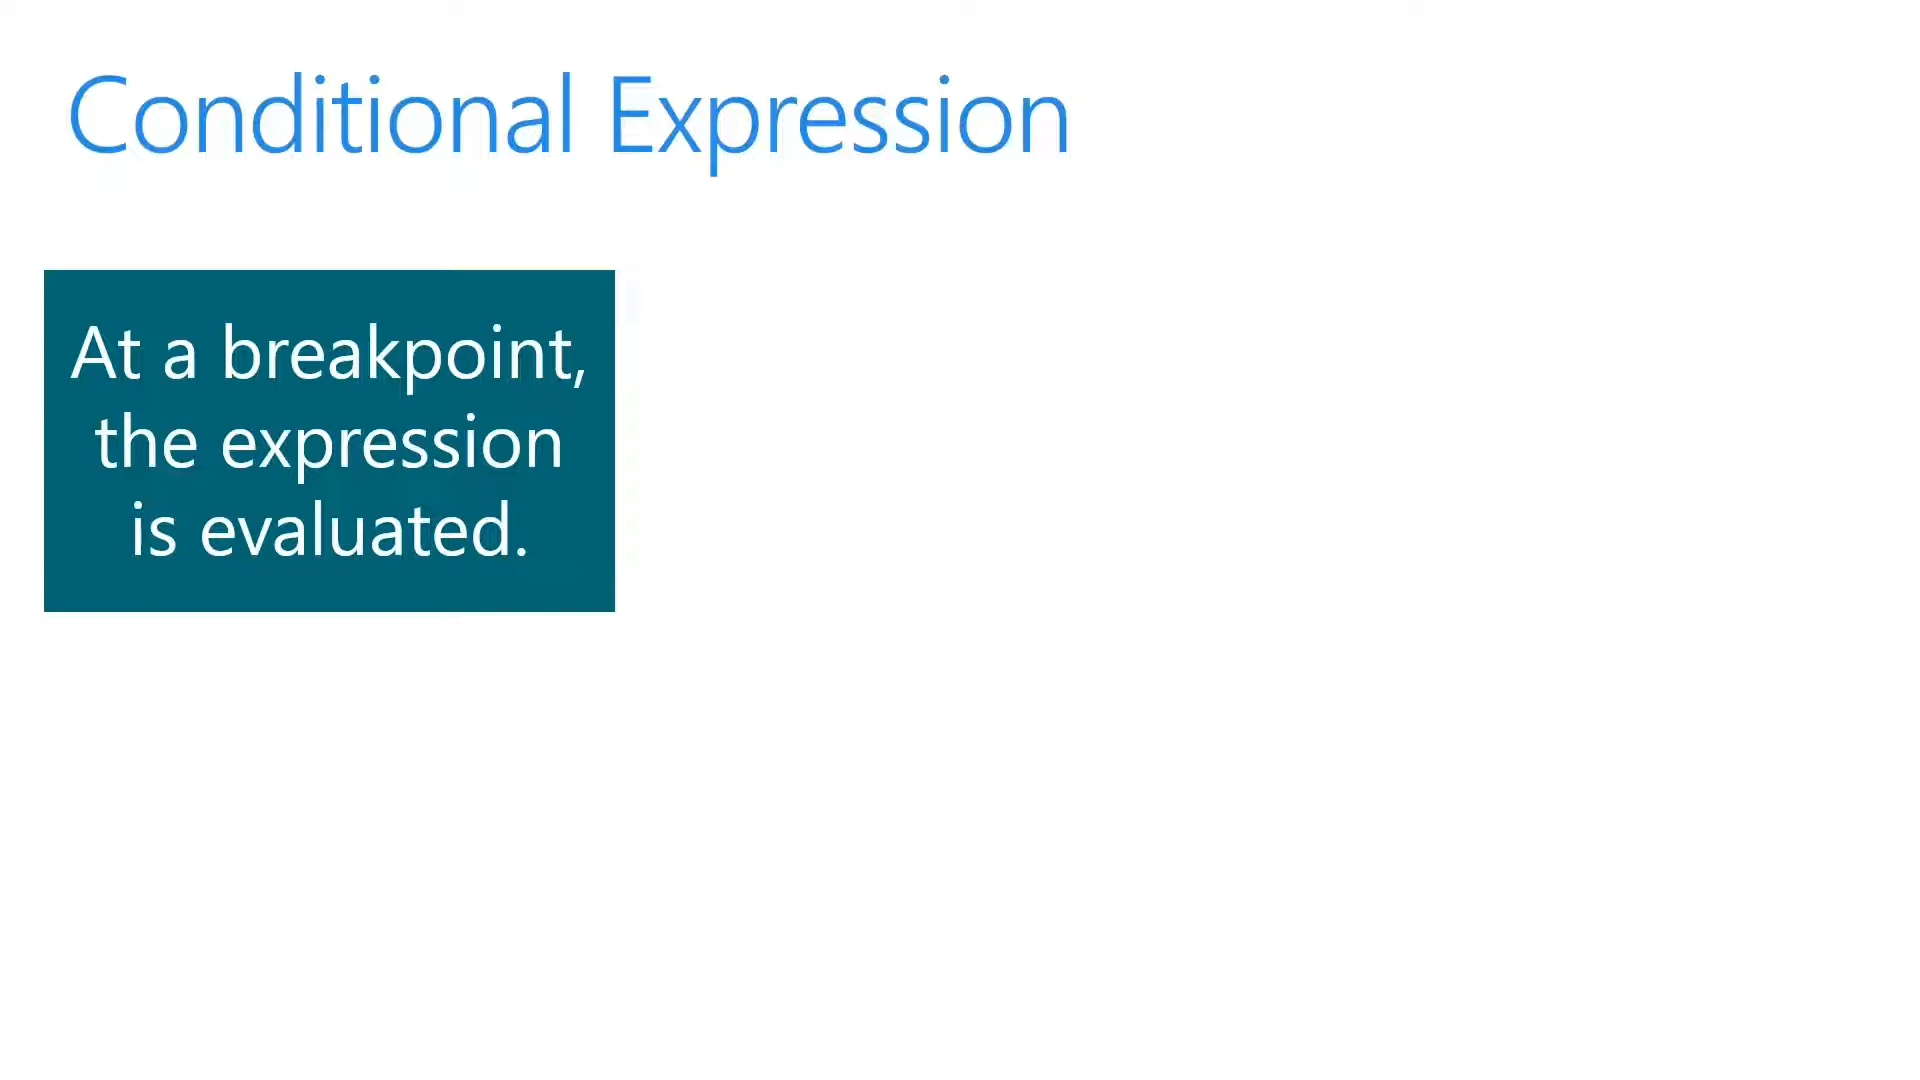 Conditional Expression
At a breakpoint,
the expression
is evaluated.